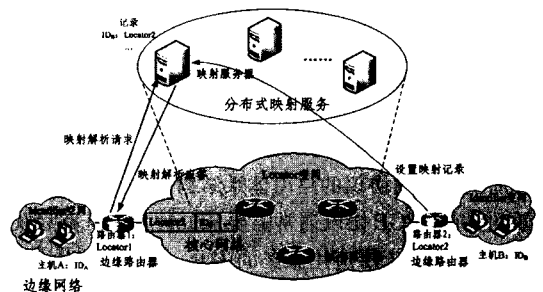 记录
ID_B: Locator2
...
映射服务器
分布式映射服务
映射解析请求
映射解析应答
设置映射记录
Locator空间
核心网络
路由器1:
Locator1
边缘路由器
路由器2:
Locator2
边缘路由器
主机A: ID_A
主机B: ID_B
边缘网络